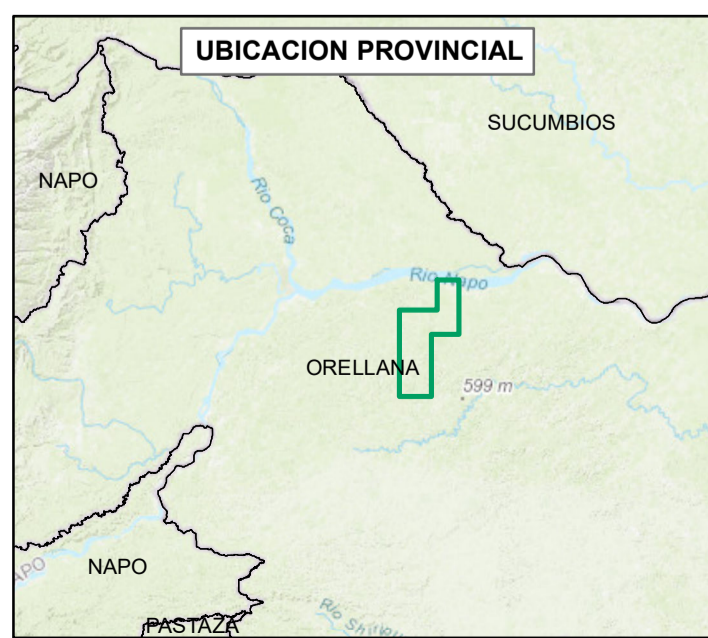 UBICACION PROVINCIAL
SUCUMBIOS
NAPO
Rio Coca
Rio Napo
ORELLANA
599 m
NAPO
PASTAZA